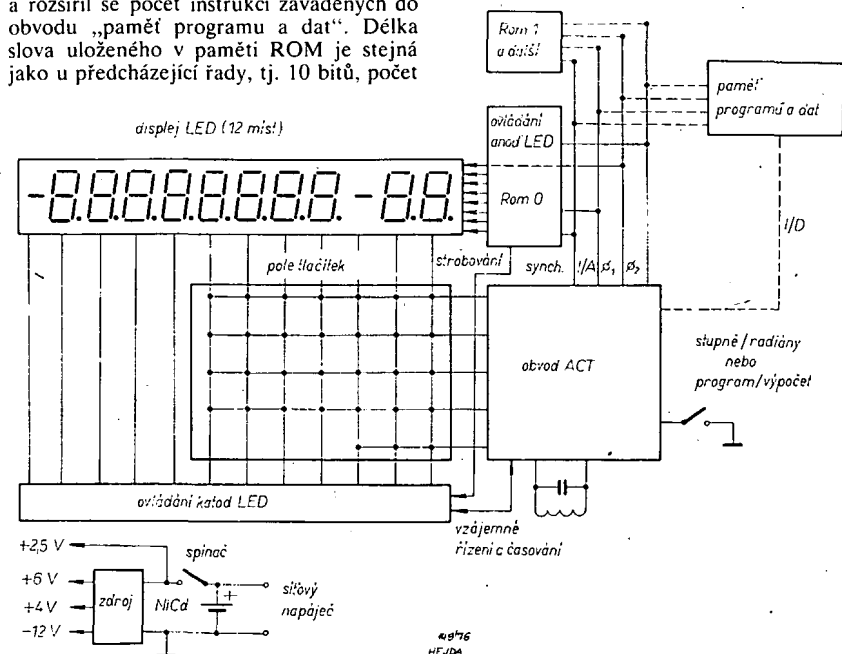 a rozšířil se počet instrukcí zaváděných do
obvodu „paměť programu a dat“. Délka
slova uloženého v paměti ROM je stejná
jako u předcházející řady, tj. 10 bitů, počet
Rom 1
a další
paměť
programů a dat
displej LED (12 míst)
ovládání
anod LED
Rom 0
I/D
strobování
synch.
I/A
ø₁
ø₂
pole tlačítek
obvod ACT
stupně/radiány
nebo
program/výpočet
ovládání katod LED
vzájemné
řízení a časování
+2,5 V
spínač
+6 V
zdroj
NiCd
+
síťový
napáječ
+4 V
−12 V
HEJDA